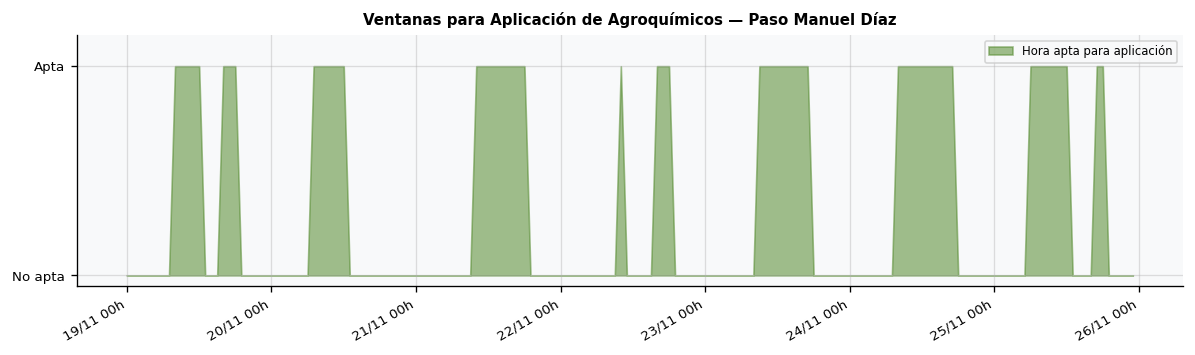 Ventanas para Aplicación de Agroquímicos — Paso Manuel Díaz
Hora apta para aplicación
Apta
No apta
19/11 00h
20/11 00h
21/11 00h
22/11 00h
23/11 00h
24/11 00h
25/11 00h
26/11 00h